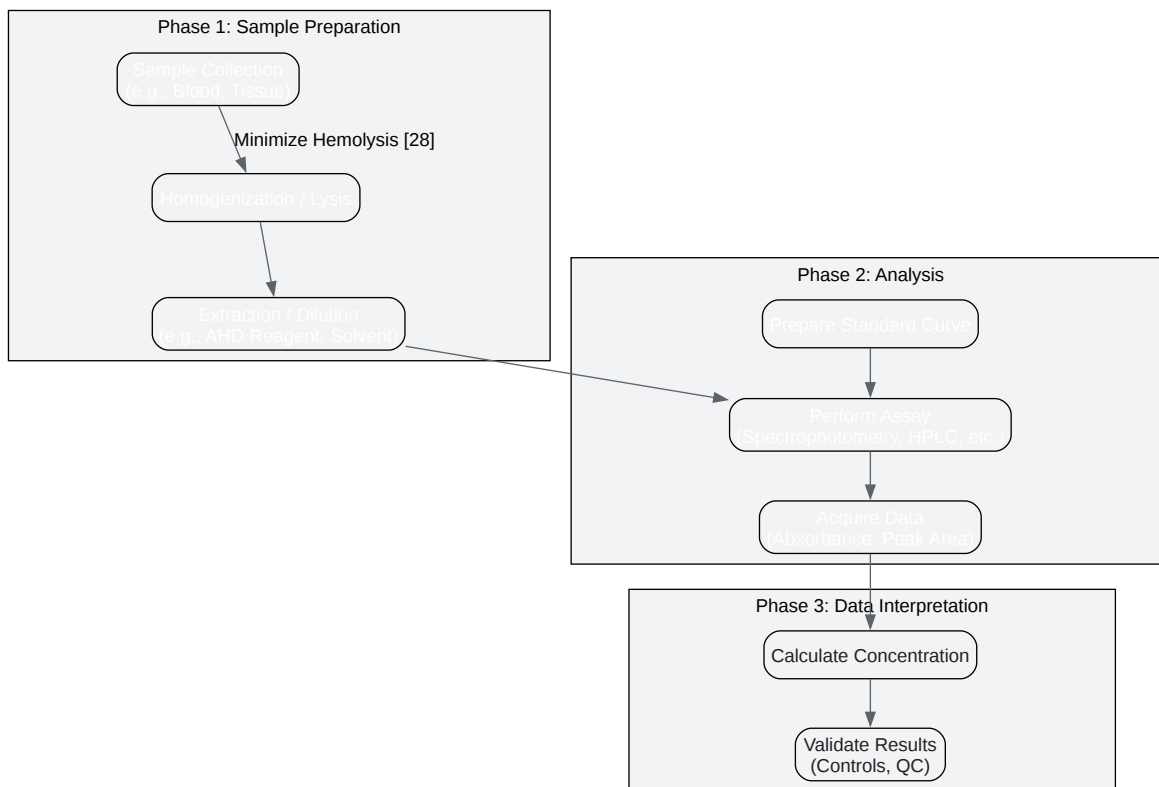 Phase 1: Sample Preparation
Sample Collection
(e.g., Blood, Tissue)
Minimize Hemolysis [28]
Homogenization / Lysis
Extraction / Dilution
(e.g., AHD Reagent, Solvent)
Phase 2: Analysis
Prepare Standard Curve
Perform Assay
(Spectrophotometry, HPLC, etc.)
Acquire Data
(Absorbance, Peak Area)
Phase 3: Data Interpretation
Calculate Concentration
Validate Results
(Controls, QC)